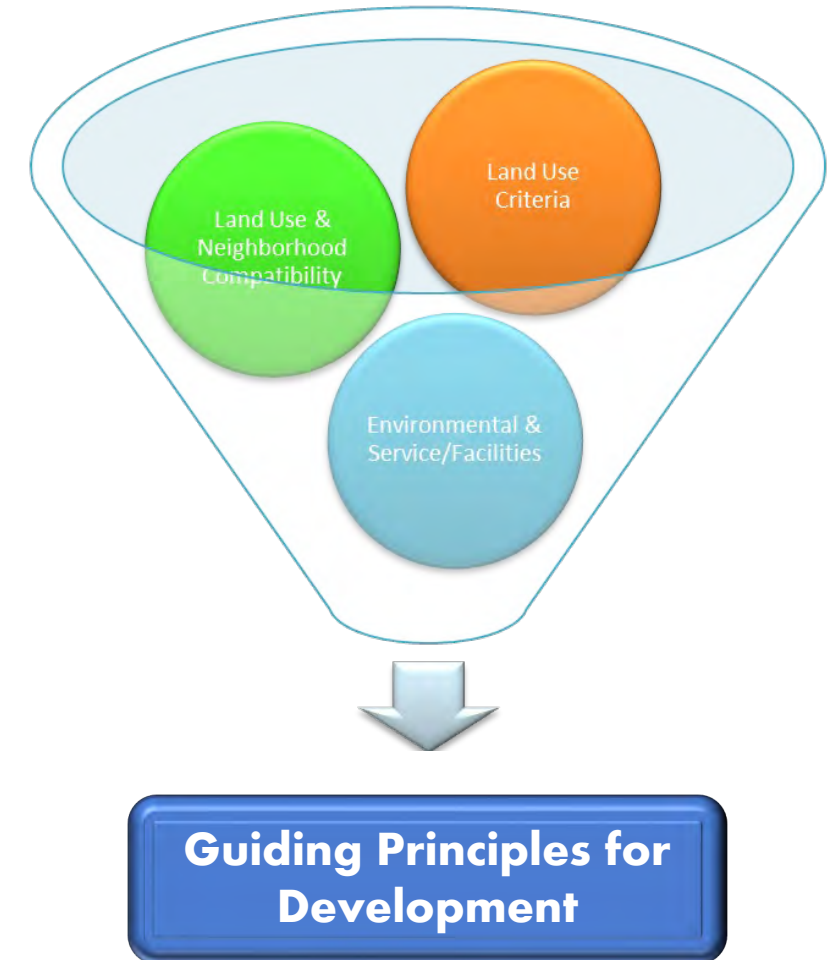 Land Use
Criteria
Land Use &
Neighborhood
Compatibility
Environmental &
Service/Facilities
Guiding Principles for
Development